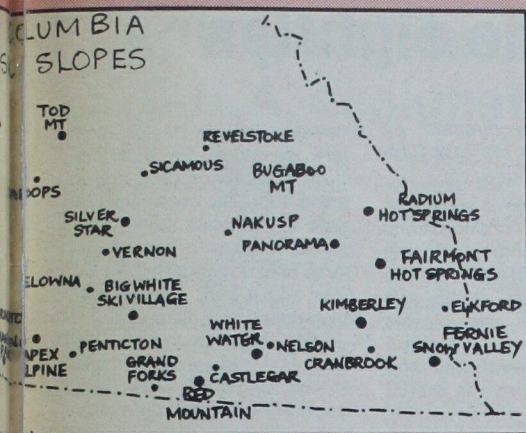 COLUMBIA
SLOPES
TOD
MT
REVELSTOKE
SICAMOUS
BUGABOO
MT
OOPS
RADIUM
HOT SPRINGS
SILVER
STAR
NAKUSP
PANORAMA
VERNON
FAIRMONT
HOT SPRINGS
ELOWNA
BIG WHITE
SKI VILLAGE
KIMBERLEY
ELKFORD
WHITE
WATER
FERNIE
SNOW VALLEY
APEX
LPINE
PENTICTON
NELSON
CRANBROOK
GRAND
FORKS
CASTLEGAR
RED
MOUNTAIN